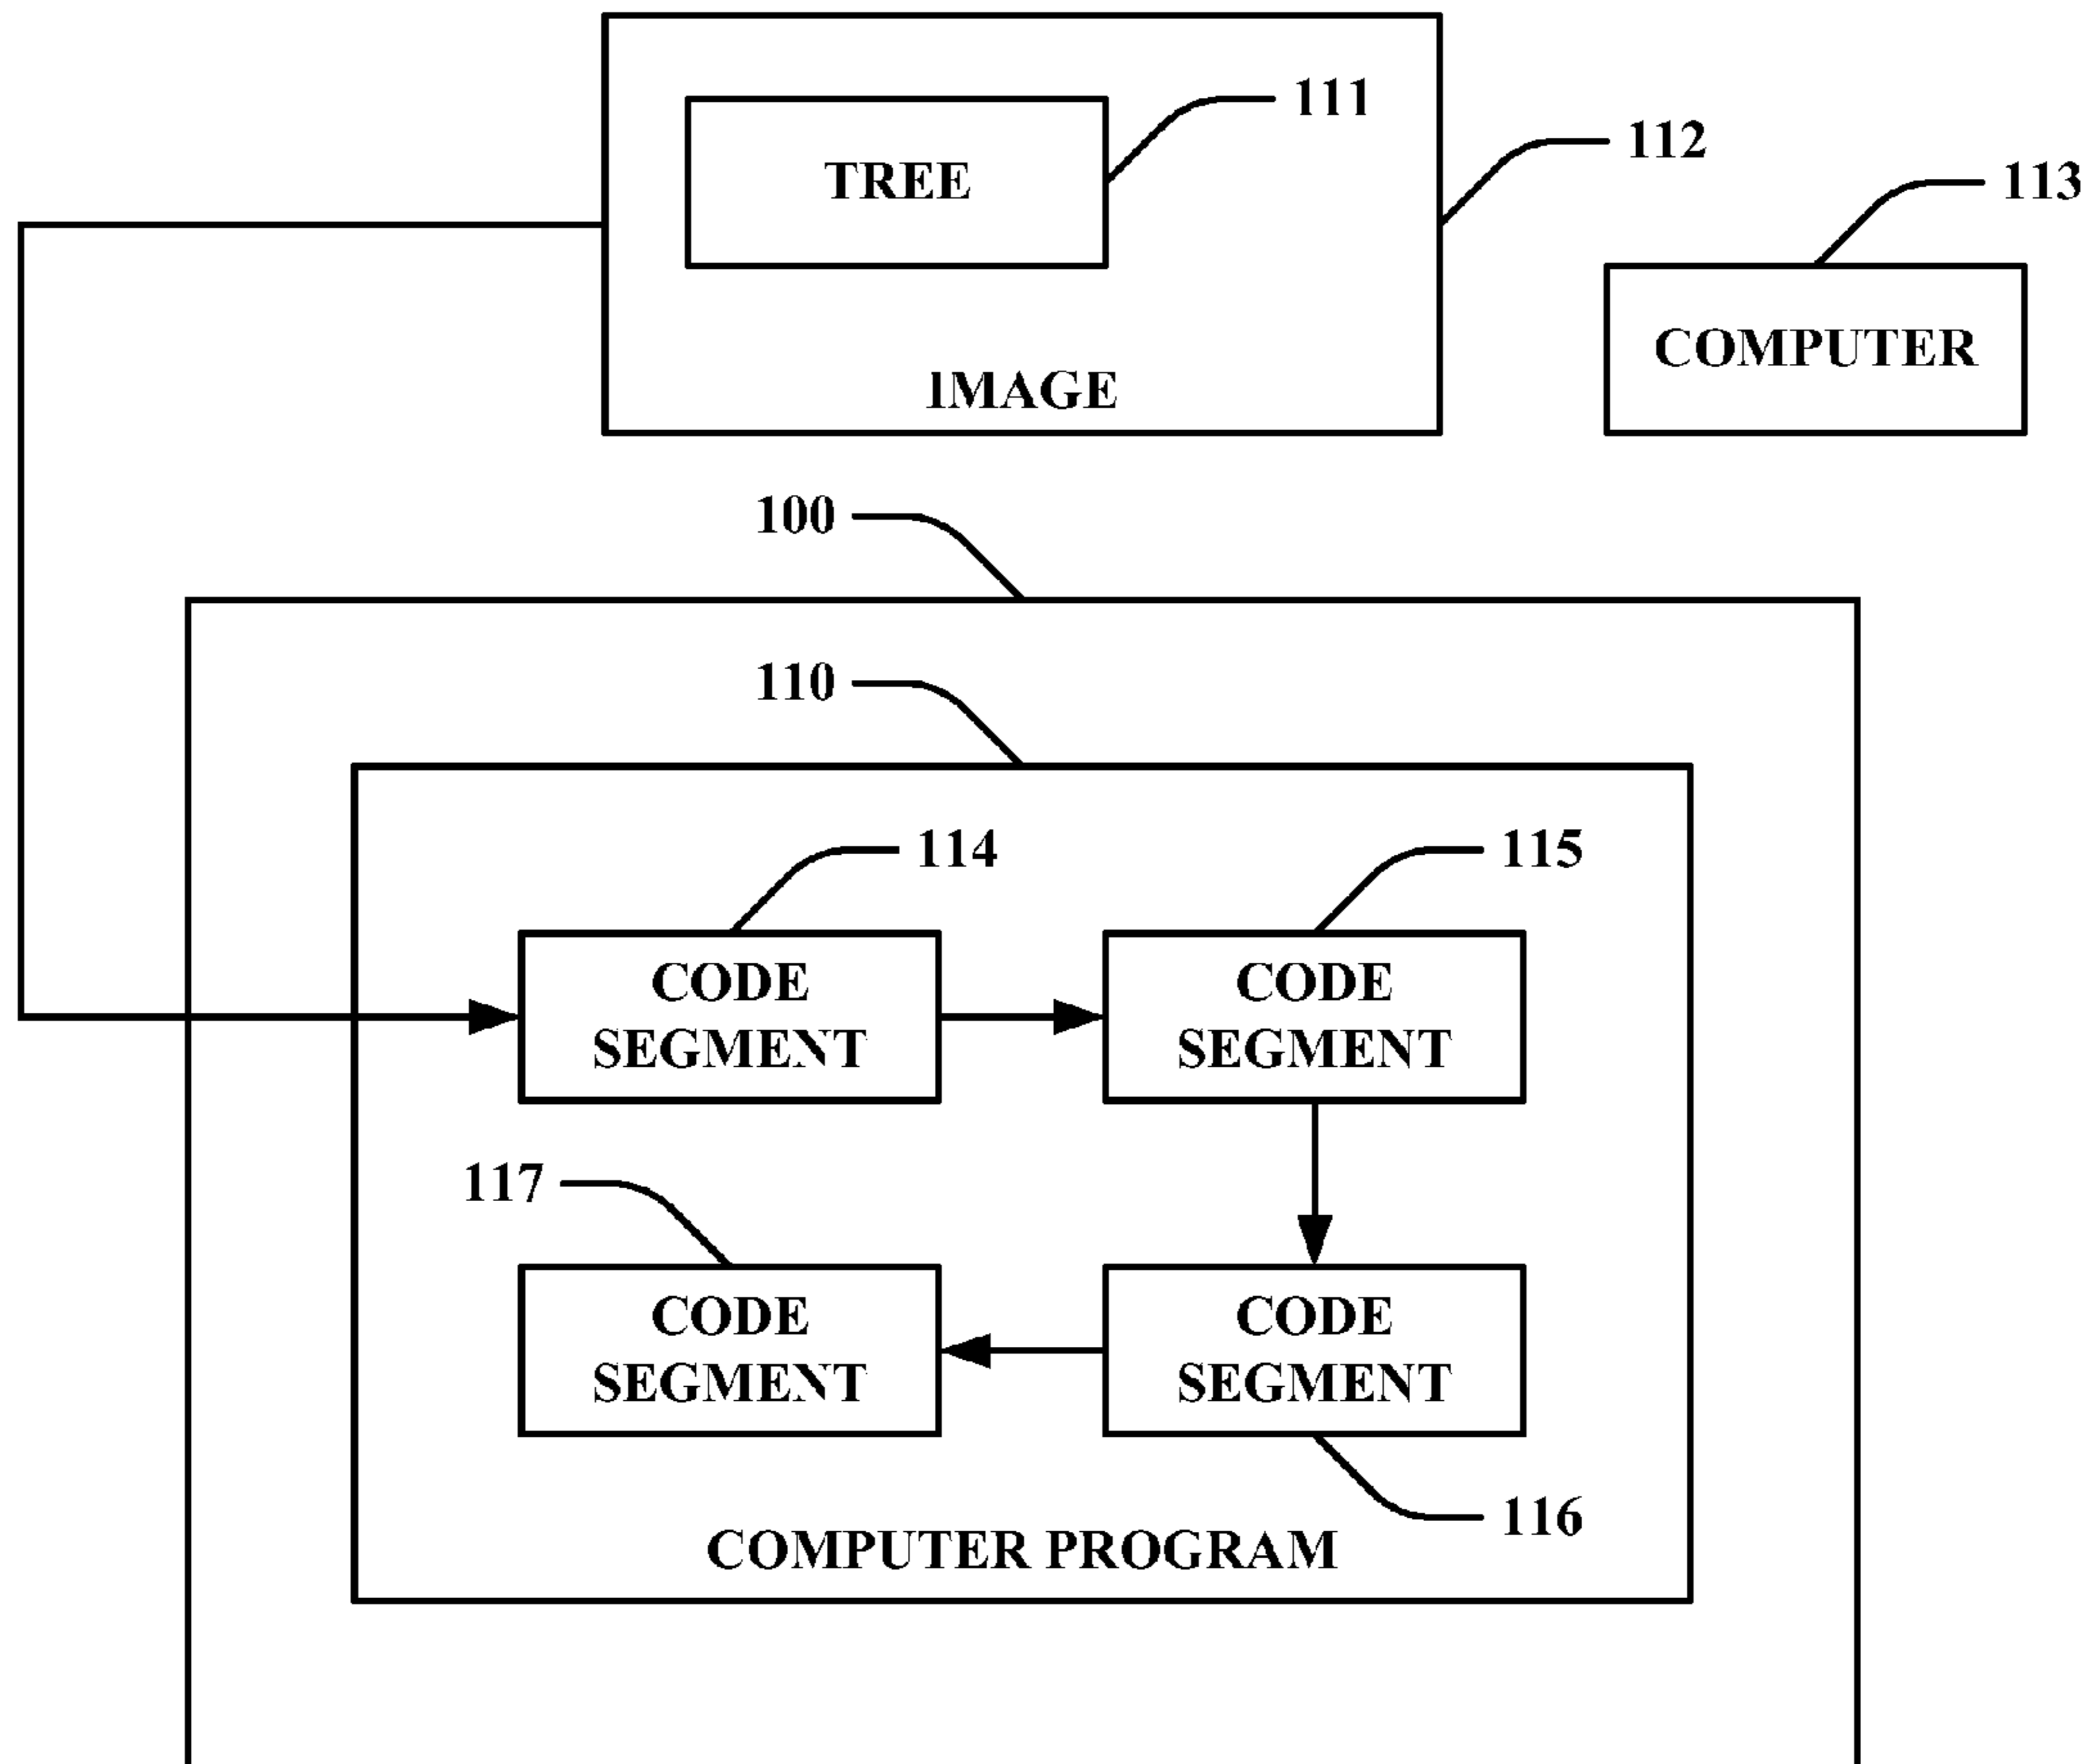 111
112
113
TREE
COMPUTER
IMAGE
100
110
114
115
CODE
SEGMENT
CODE
SEGMENT
117
CODE
SEGMENT
CODE
SEGMENT
116
COMPUTER PROGRAM